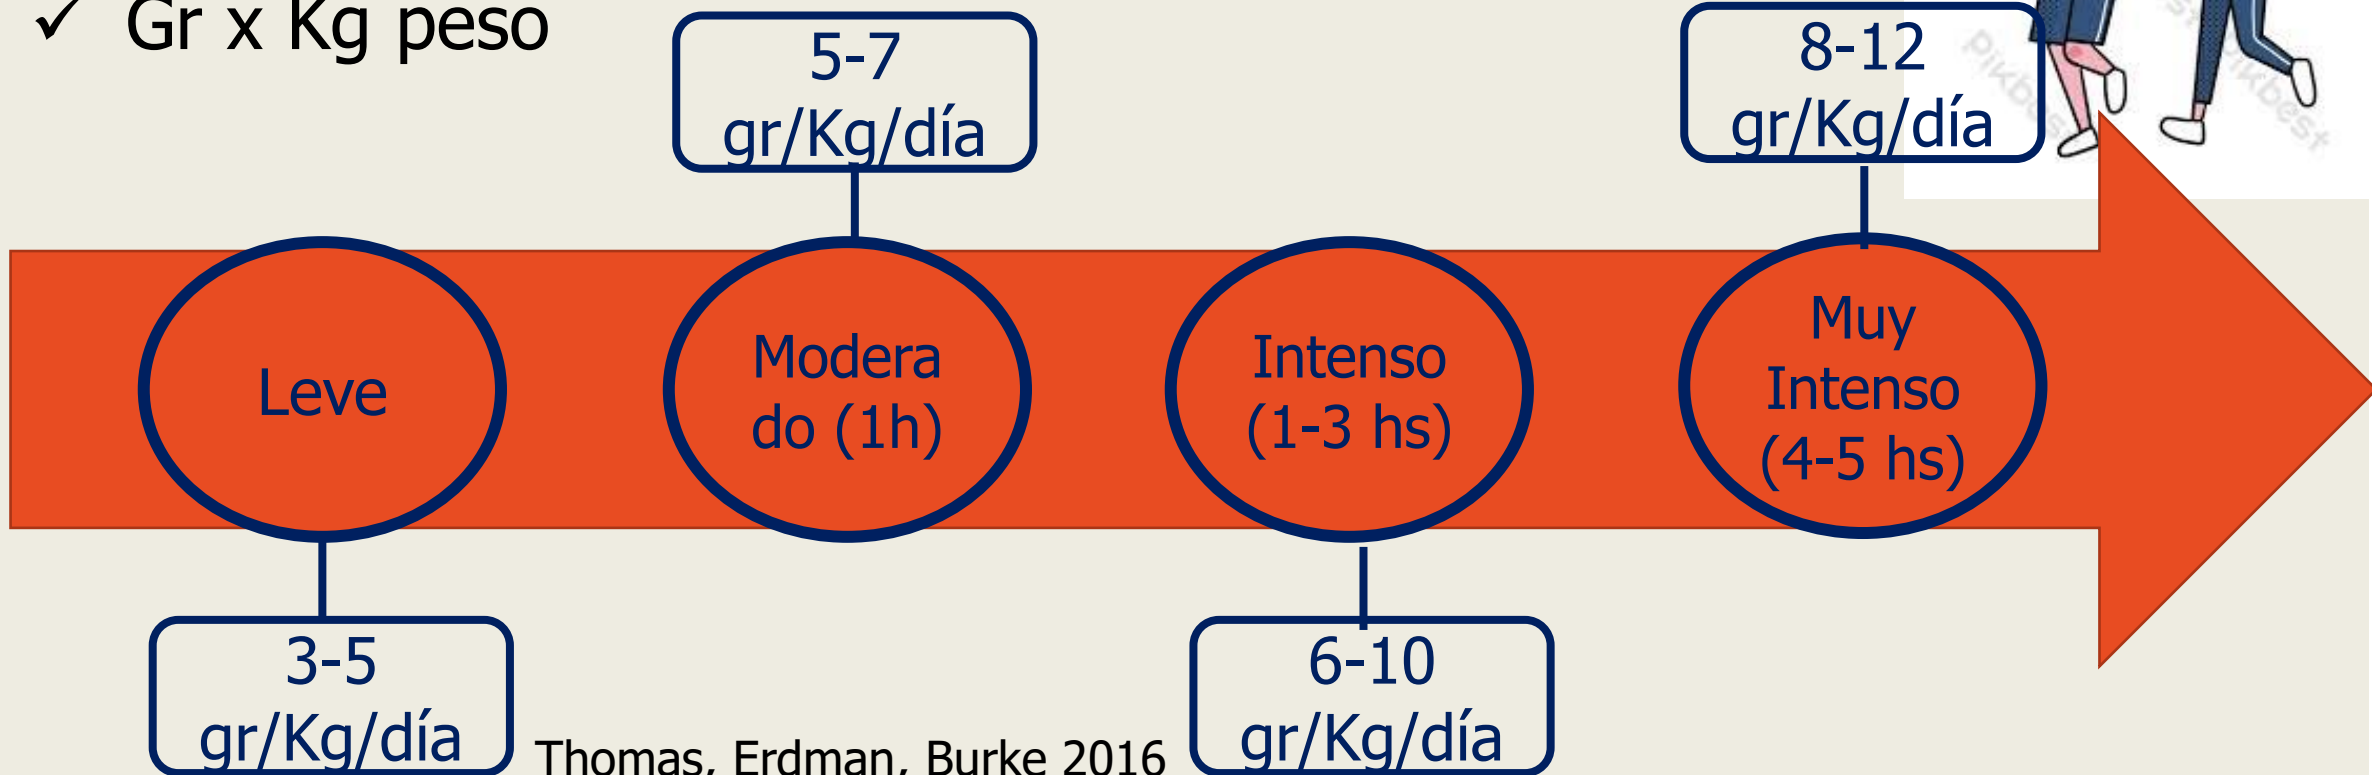 ✓ Gr x Kg peso
5-7
gr/Kg/día
8-12
gr/Kg/día
Leve
Modera
do (1h)
Intenso
(1-3 hs)
Muy
Intenso
(4-5 hs)
3-5
gr/Kg/día
6-10
gr/Kg/día
Thomas, Erdman, Burke 2016
pikbest
pikbest